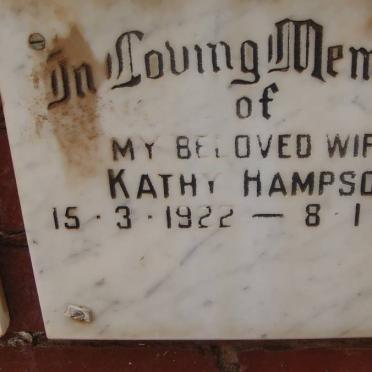 In Loving Mem
of
MY BELOVED WIF
KATHY HAMPSO
15 · 3 · 1922 — 8 · 1